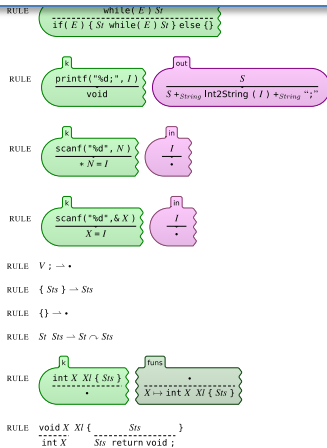 while( E ) St
if( E ) { St while( E ) St } else {}
k out
RULE printf("%d;", I ) S
void S +String Int2String ( I ) +String “;”
k in
RULE scanf("%d", N ) I
* N = I •
k in
RULE scanf("%d",& X ) I
X = I •
RULE V ; ⇀ •
RULE { Sts } ⇀ Sts
RULE {} ⇀ •
RULE St Sts ⇀ St ↷ Sts
k funs
RULE int X Xl { Sts } •
• X ↦ int X Xl { Sts }
RULE void X Xl { Sts }
int X Sts return void ;